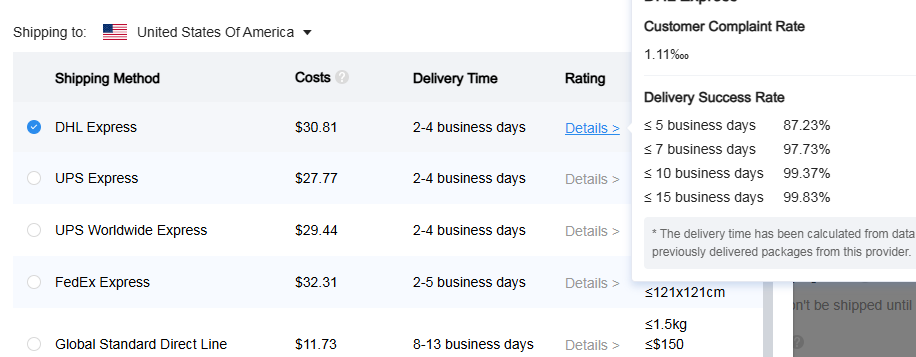 DHL Express
Shipping to: United States Of America
Customer Complaint Rate
1.11‱
Shipping Method Costs ? Delivery Time Rating
Delivery Success Rate
DHL Express $30.81 2-4 business days Details >
≤ 5 business days 87.23%
≤ 7 business days 97.73%
≤ 10 business days 99.37%
≤ 15 business days 99.83%
UPS Express $27.77 2-4 business days Details >
UPS Worldwide Express $29.44 2-4 business days Details >
* The delivery time has been calculated from data
previously delivered packages from this provider.
FedEx Express $32.31 2-5 business days Details >
≤121x121cm
n't be shipped until
≤1.5kg
Global Standard Direct Line $11.73 8-13 business days Details >
≤$150
?